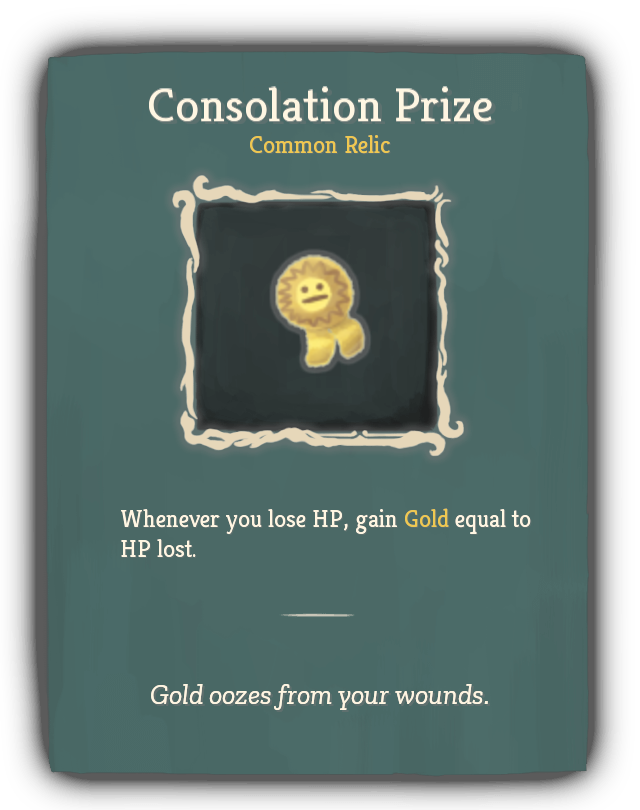 Consolation Prize
Common Relic
Whenever you lose HP, gain Gold equal to
HP lost.
Gold oozes from your wounds.